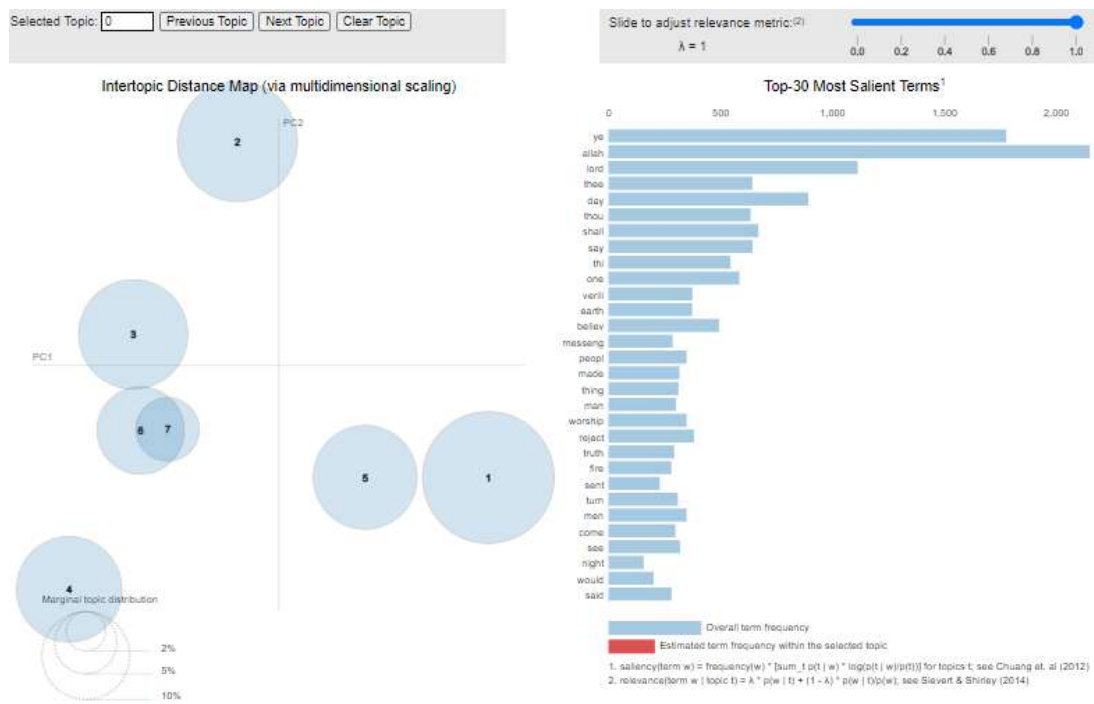 Selected Topic: 0 Previous Topic Next Topic Clear Topic
Slide to adjust relevance metric:(2)
λ = 1
0.0 0.2 0.4 0.6 0.8 1.0
Intertopic Distance Map (via multidimensional scaling)
PC2
PC1
2
3
6
7
5
1
4
Marginal topic distribution
2%
5%
10%
Top-30 Most Salient Terms1
0 500 1,000 1,500 2,000
ye
allah
lord
thee
day
thou
shall
say
thi
one
verili
earth
believ
messeng
peopl
made
thing
man
worship
reject
truth
fire
sent
turn
men
come
see
night
would
said
Overall term frequency
Estimated term frequency within the selected topic
1. saliency(term w) = frequency(w) * [sum_t p(t | w) * log(p(t | w)/p(t))] for topics t; see Chuang et. al (2012)
2. relevance(term w | topic t) = λ * p(w | t) + (1 - λ) * p(w | t)/p(w); see Sievert & Shirley (2014)